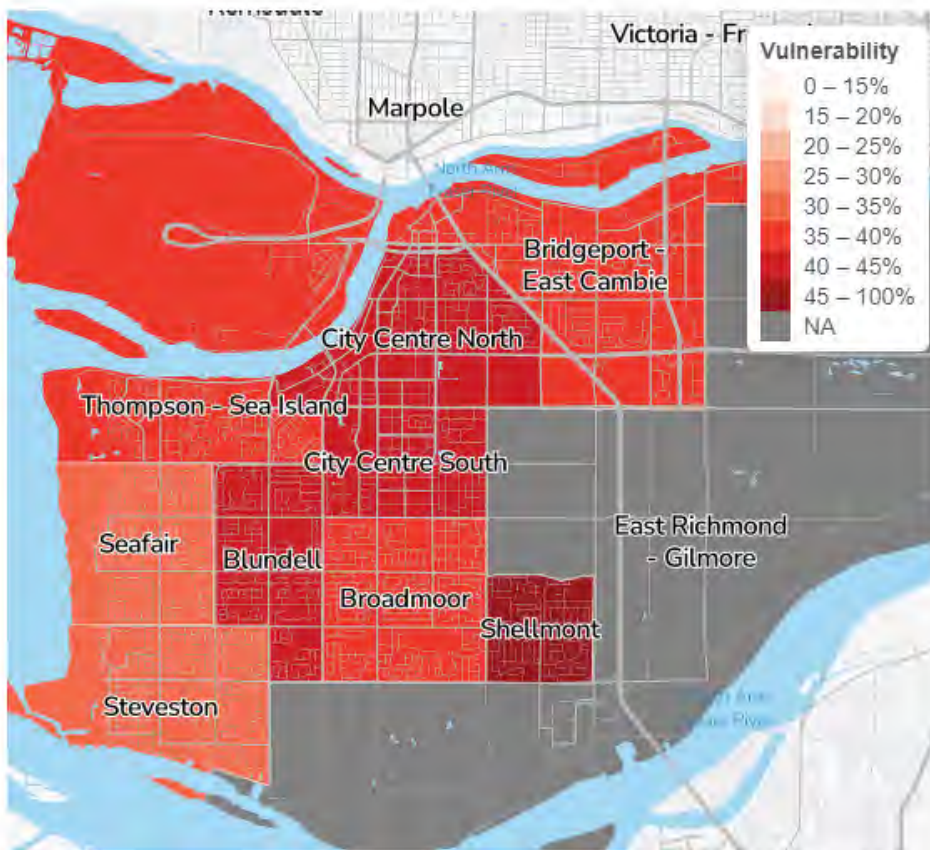 Victoria - Fr
Vulnerability
0 – 15%
15 – 20%
20 – 25%
25 – 30%
30 – 35%
35 – 40%
40 – 45%
45 – 100%
NA
Marpole
North Ar
Bridgeport -
East Cambie
City Centre North
Thompson - Sea Island
City Centre South
Seafair
Blundell
East Richmond
- Gilmore
Broadmoor
Shellmont
Steveston